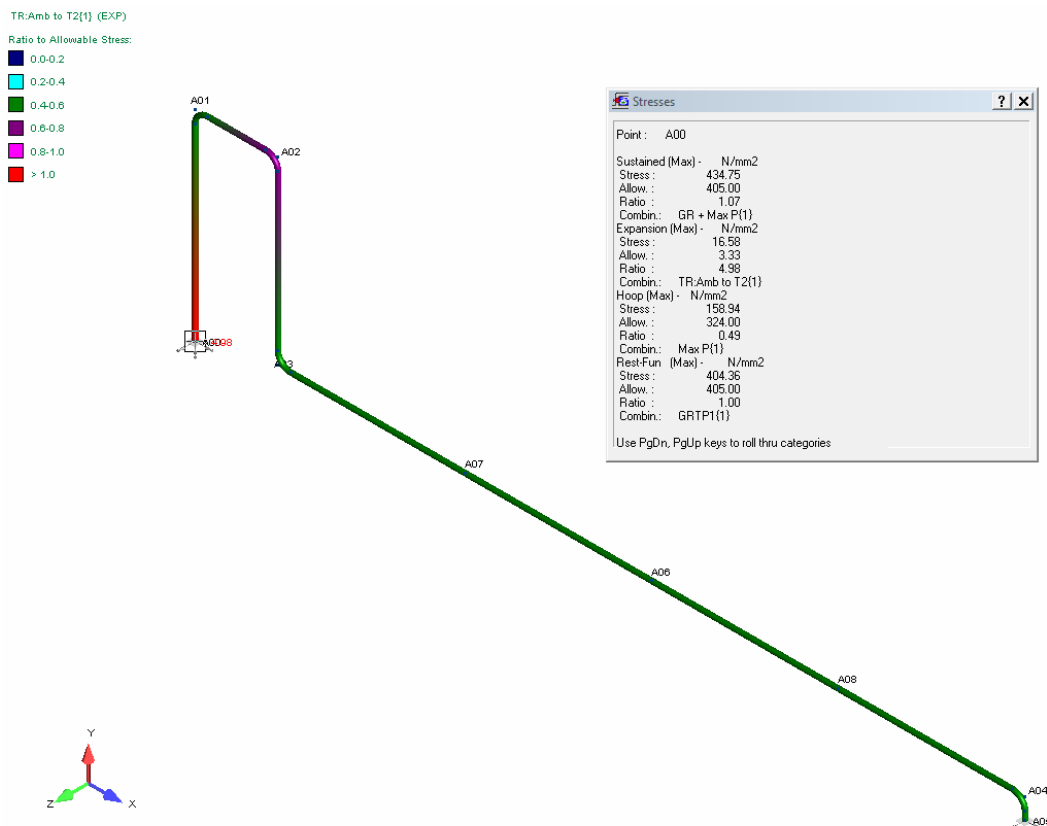 TR:Amb to T2{1} (EXP)
Ratio to Allowable Stress:
0.0-0.2
0.2-0.4
0.4-0.6
0.6-0.8
0.8-1.0
> 1.0
A01
A02
A07
A06
A08
A04
Y
Z
X
Stresses
? X
Point : A00
Sustained (Max) - N/mm2
Stress : 434.75
Allow. : 405.00
Ratio : 1.07
Combin.: GR + Max P{1}
Expansion (Max) - N/mm2
Stress : 16.58
Allow. : 3.33
Ratio : 4.98
Combin.: TR:Amb to T2{1}
Hoop (Max) - N/mm2
Stress : 158.94
Allow. : 324.00
Ratio : 0.49
Combin.: Max P{1}
Rest-Fun (Max) - N/mm2
Stress : 404.36
Allow. : 405.00
Ratio : 1.00
Combin.: GRTP1{1}
Use PgDn, PgUp keys to roll thru categories